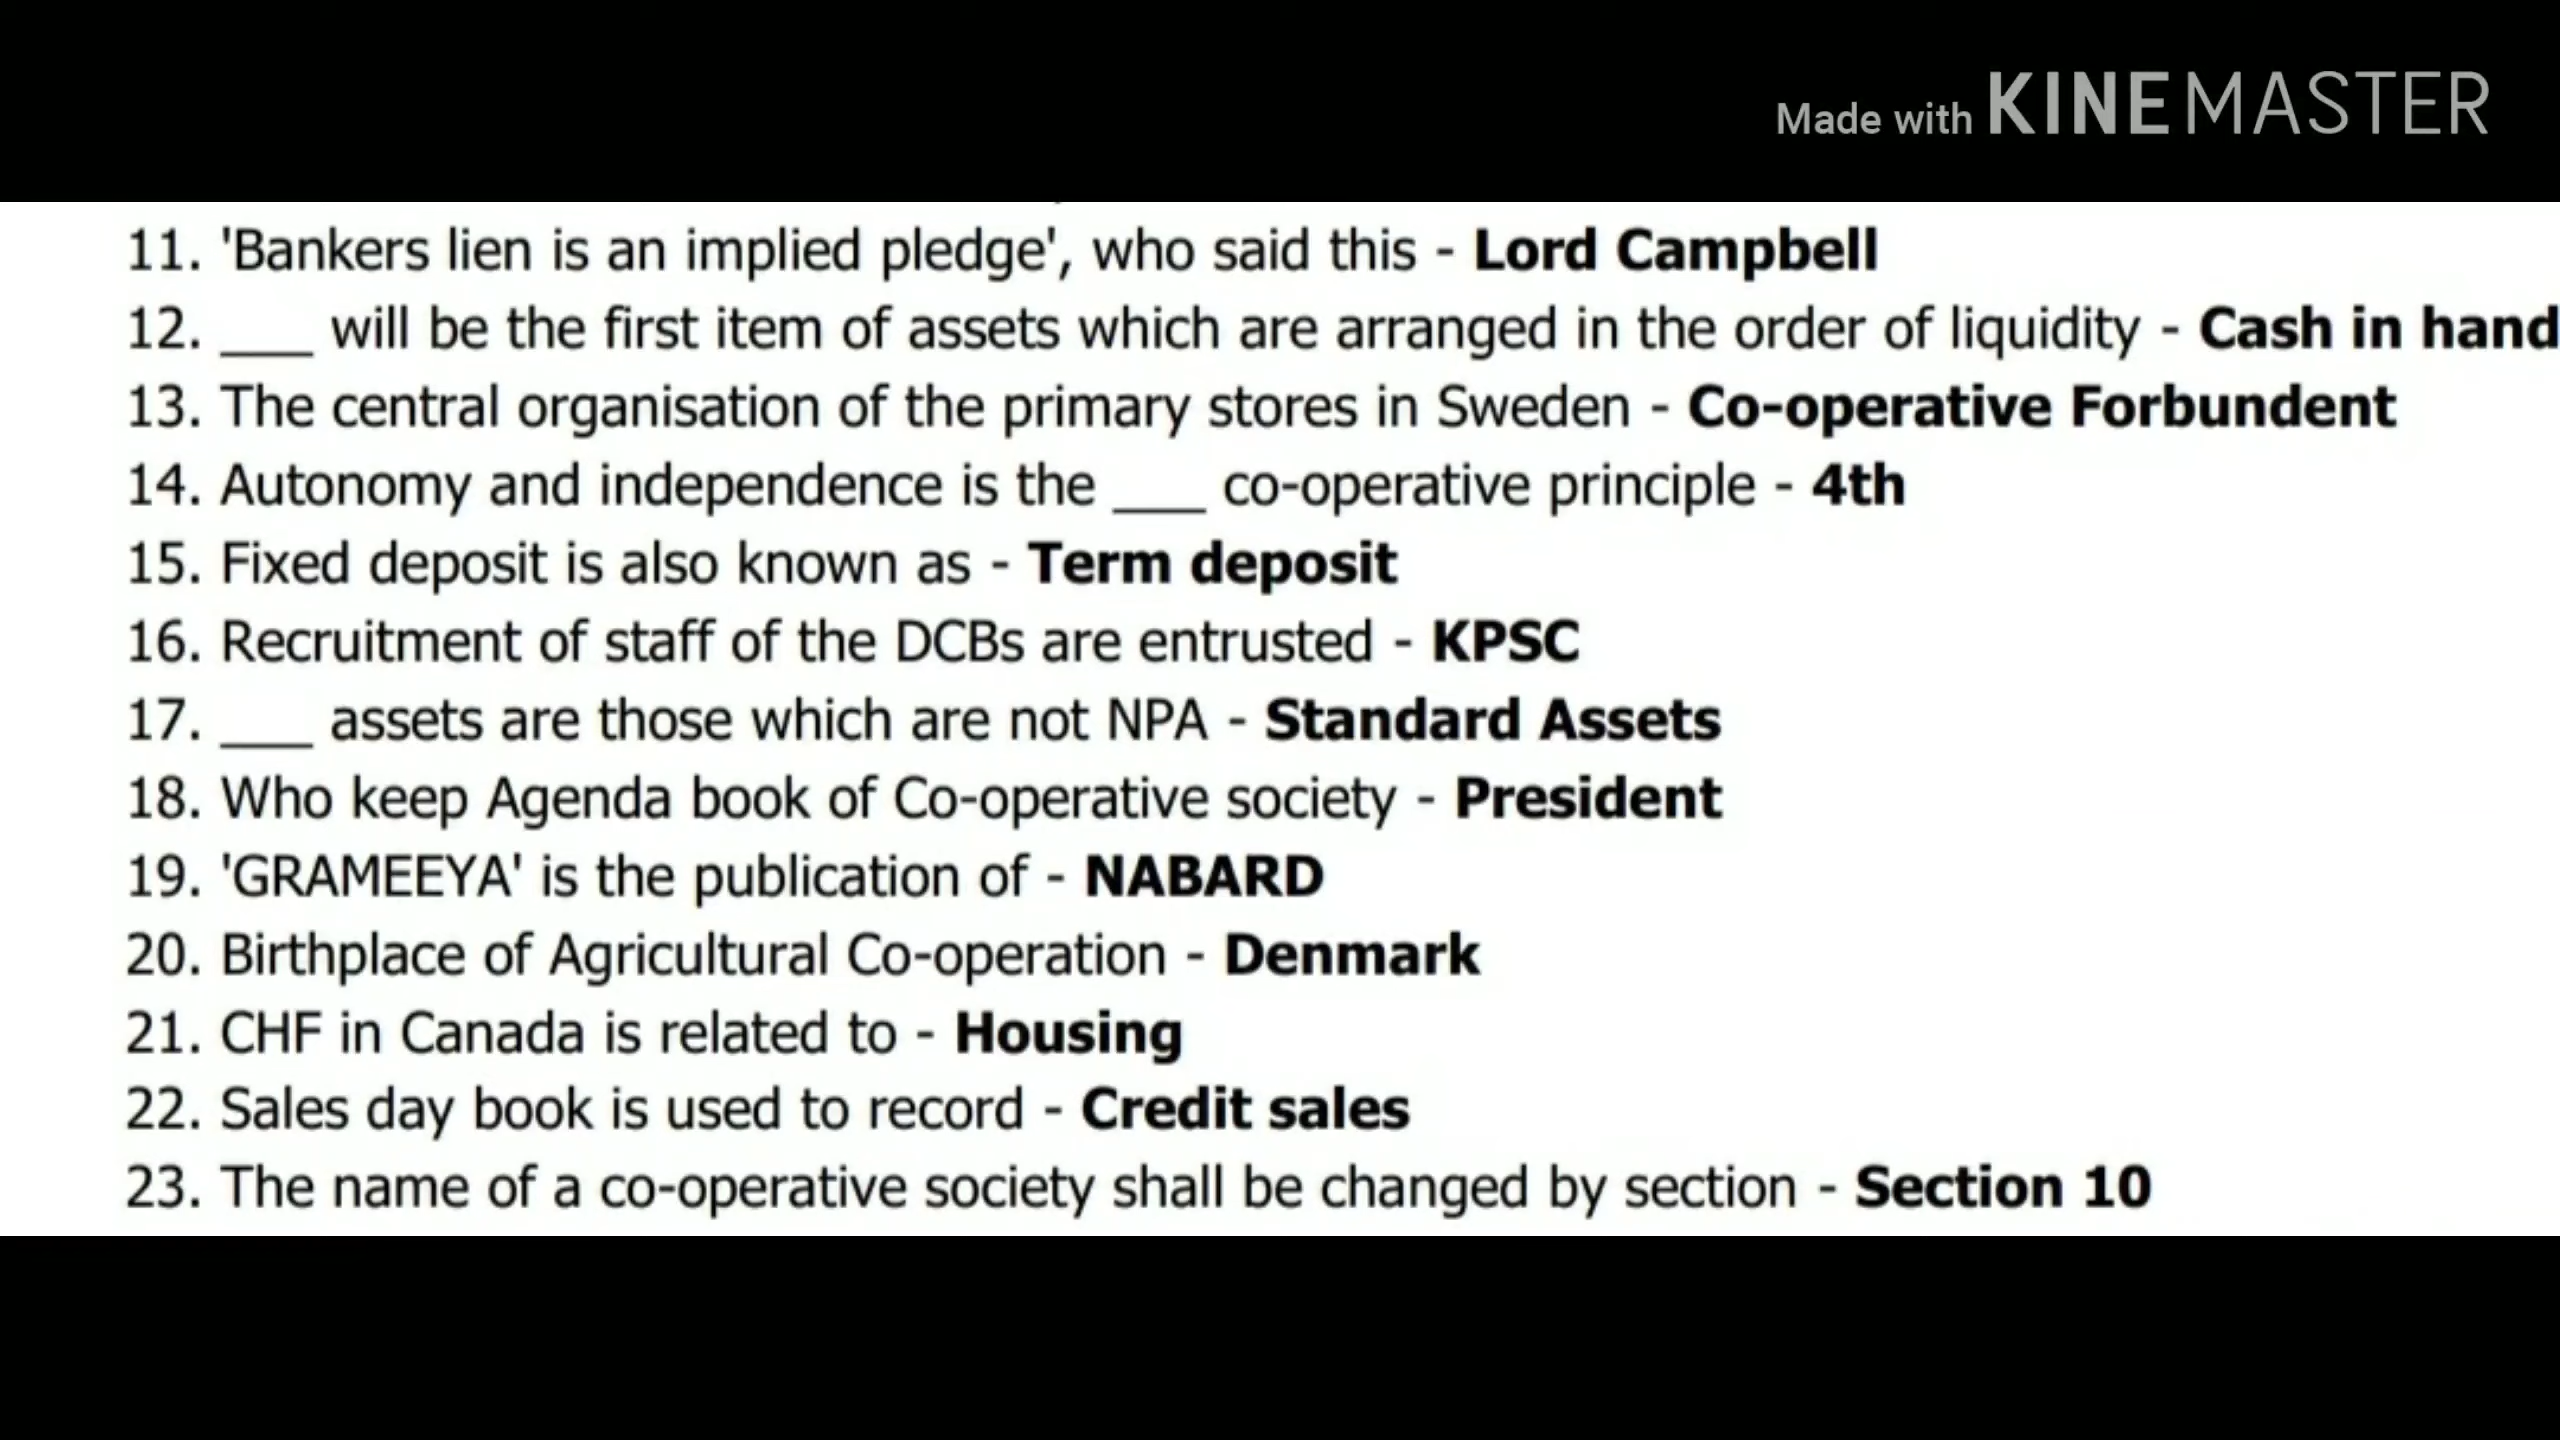 Made with KINEMASTER
11. 'Bankers lien is an implied pledge', who said this - Lord Campbell
12. ___ will be the first item of assets which are arranged in the order of liquidity - Cash in hand
13. The central organisation of the primary stores in Sweden - Co-operative Forbundent
14. Autonomy and independence is the ___ co-operative principle - 4th
15. Fixed deposit is also known as - Term deposit
16. Recruitment of staff of the DCBs are entrusted - KPSC
17. ___ assets are those which are not NPA - Standard Assets
18. Who keep Agenda book of Co-operative society - President
19. 'GRAMEEYA' is the publication of - NABARD
20. Birthplace of Agricultural Co-operation - Denmark
21. CHF in Canada is related to - Housing
22. Sales day book is used to record - Credit sales
23. The name of a co-operative society shall be changed by section - Section 10